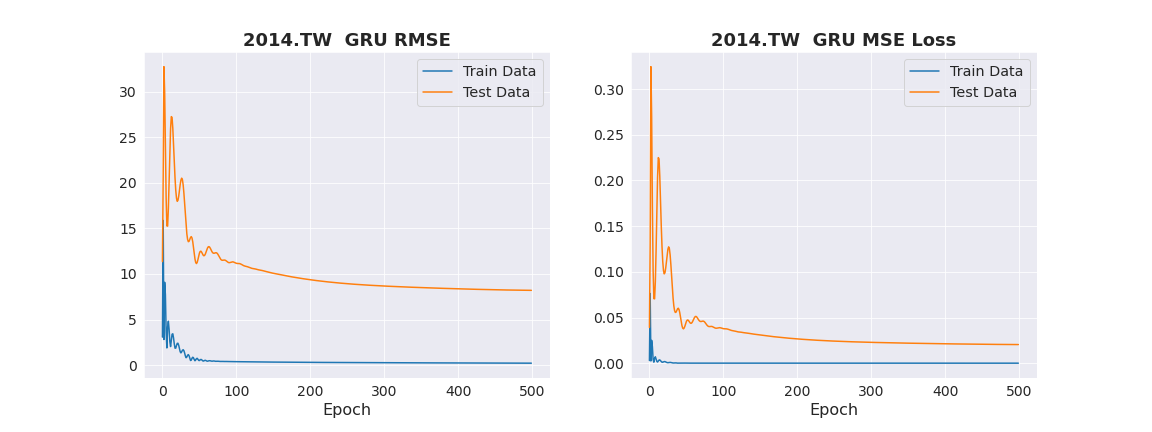 2014.TW  GRU RMSE
Train Data
Test Data
30
25
20
15
10
5
0
0 100 200 300 400 500
Epoch
2014.TW  GRU MSE Loss
Train Data
Test Data
0.30
0.25
0.20
0.15
0.10
0.05
0.00
0 100 200 300 400 500
Epoch